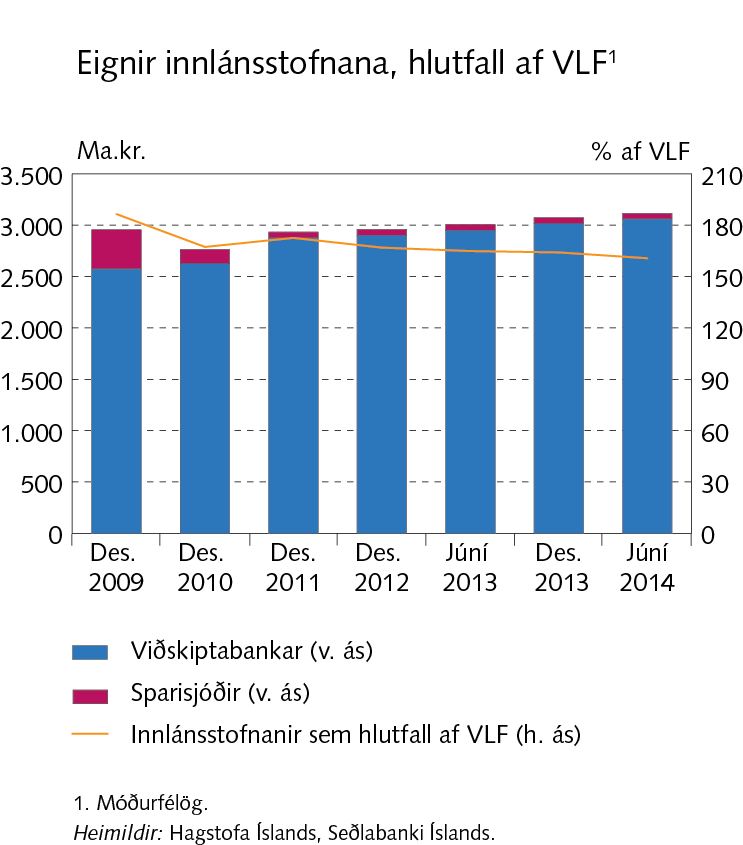 Eignir innlánsstofnana, hlutfall af VLF¹
Ma.kr.
% af VLF
3.500
3.000
2.500
2.000
1.500
1.000
500
0
210
180
150
120
90
60
30
0
Des. Des. Des. Des. Júní Des. Júní
2009 2010 2011 2012 2013 2013 2014
Viðskiptabankar (v. ás)
Sparisjóðir (v. ás)
Innlánsstofnanir sem hlutfall af VLF (h. ás)
1. Móðurfélög.
Heimildir: Hagstofa Íslands, Seðlabanki Íslands.